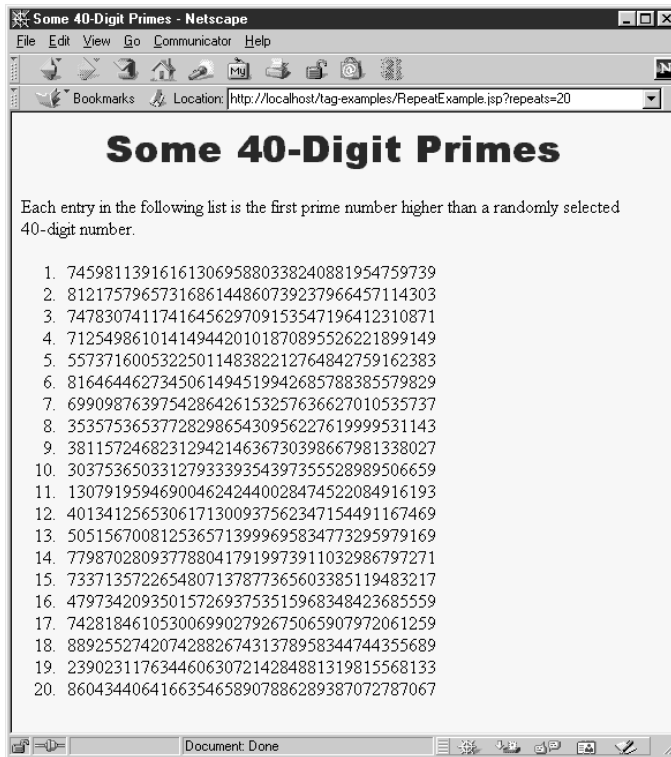 Some 40-Digit Primes - Netscape
File Edit View Go Communicator Help
My N
Bookmarks Location: http://localhost/tag-examples/RepeatExample.jsp?repeats=20
Some 40-Digit Primes
Each entry in the following list is the first prime number higher than a randomly selected
40-digit number.
1. 7459811391616130695880338240881954759739
2. 8121757965731686144860739237966457114303
3. 7478307411741645629709153547196412310871
4. 7125498610141494420101870895526221899149
5. 5573716005322501148382212764842759162383
6. 8164644627345061494519942685788385579829
7. 6990987639754286426153257636627010535737
8. 3535753653772829865430956227619999531143
9. 3811572468231294214636730398667981338027
10. 3037536503312793339354397355528989506659
11. 1307919594690046242440028474522084916193
12. 4013412565306171300937562347154491167469
13. 5051567008125365713999695834773295979169
14. 7798702809377880417919973911032986797271
15. 7337135722654807137877365603385119483217
16. 4797342093501572693753515968348423685559
17. 7428184610530069902792675065907972061259
18. 8892552742074288267431378958344744355689
19. 2390231176344606307214284881319815568133
20. 8604344064166354658907886289387072787067
Document: Done